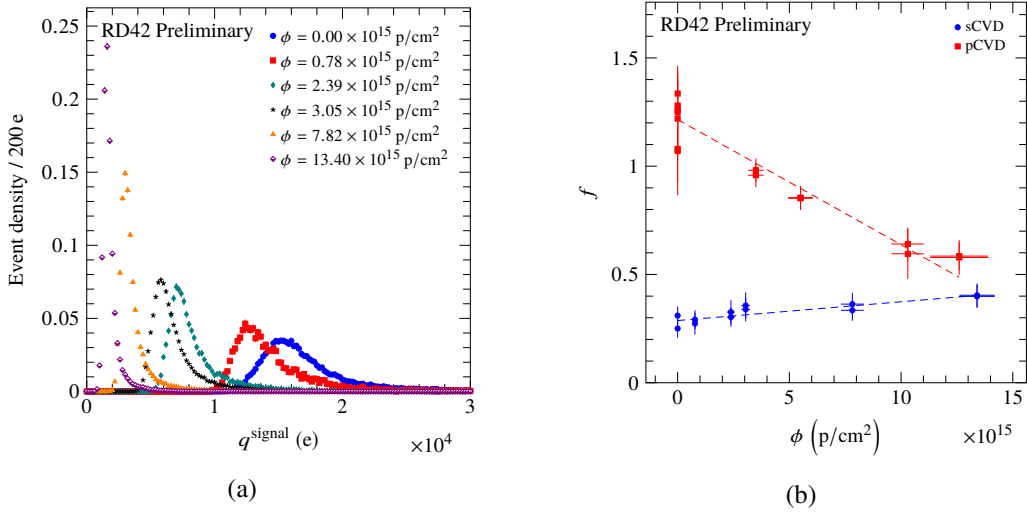 RD42 Preliminary
ϕ = 0.00 × 10¹⁵ p/cm²
ϕ = 0.78 × 10¹⁵ p/cm²
ϕ = 2.39 × 10¹⁵ p/cm²
ϕ = 3.05 × 10¹⁵ p/cm²
ϕ = 7.82 × 10¹⁵ p/cm²
ϕ = 13.40 × 10¹⁵ p/cm²
Event density / 200 e
0.25
0.2
0.15
0.1
0.05
0
0 1 2 3
q^signal (e)
×10⁴
(a)
RD42 Preliminary
sCVD
pCVD
f
1.5
1
0.5
0
0 5 10 15
ϕ (p/cm²)
×10¹⁵
(b)